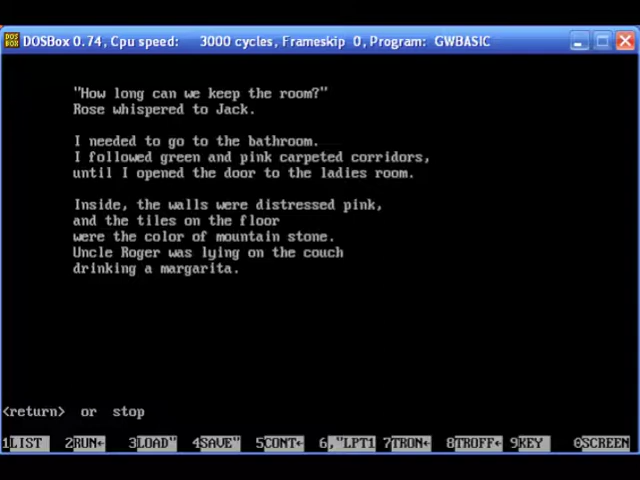 DOSBox 0.74, Cpu speed: 3000 cycles, Frameskip 0, Program: GWBASIC
"How long can we keep the room?"
Rose whispered to Jack.
I needed to go to the bathroom.
I followed green and pink carpeted corridors,
until I opened the door to the ladies room.
Inside, the walls were distressed pink,
and the tiles on the floor
were the color of mountain stone.
Uncle Roger was lying on the couch
drinking a margarita.
<return> or stop
1LIST 2RUN← 3LOAD" 4SAVE" 5CONT← 6,"LPT1 7TRON← 8TROFF← 9KEY 0SCREEN